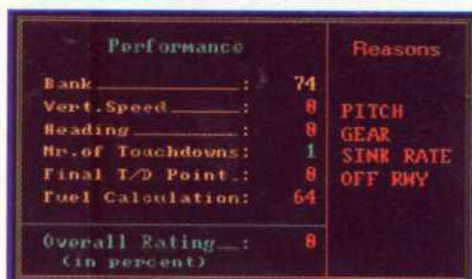 Performance
Bank : 74
Vert.Speed : 0
Heading : 0
Nr.of Touchdowns: 1
Final T/D Point : 0
Fuel Calculation: 64
Overall Rating : 0
(in percent)
Reasons
PITCH
GEAR
SINK RATE
OFF RWY